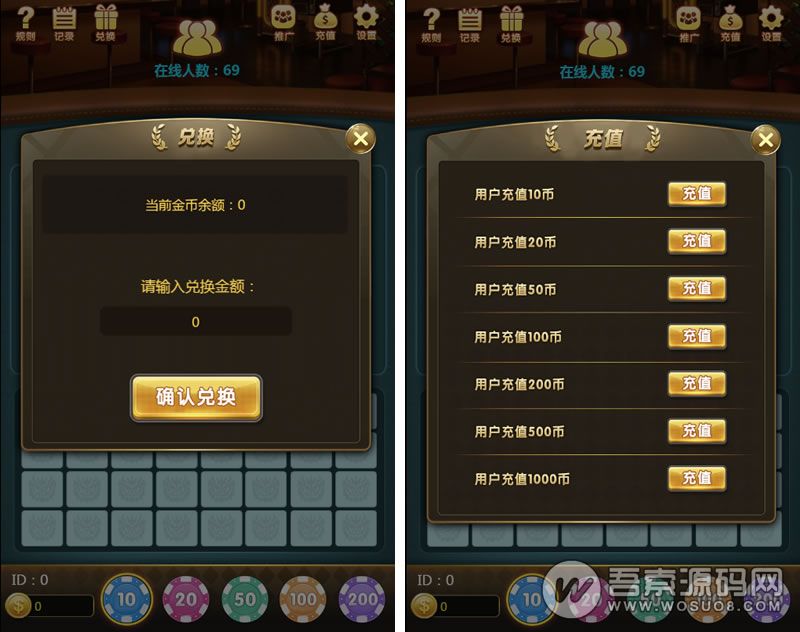 规则
记录
兑换
推广
充值
设置
在线人数：69
兑换
当前金币余额：0
请输入兑换金额：
0
确认兑换
ID：0
$
0
10
20
50
100
200
规则
记录
兑换
推广
充值
设置
在线人数：69
充值
用户充值10币
充值
用户充值20币
充值
用户充值50币
充值
用户充值100币
充值
用户充值200币
充值
用户充值500币
充值
用户充值1000币
充值
ID：0
$
0
10
20
50
100
200
吾索源码网
WWW.WOSUO8.COM